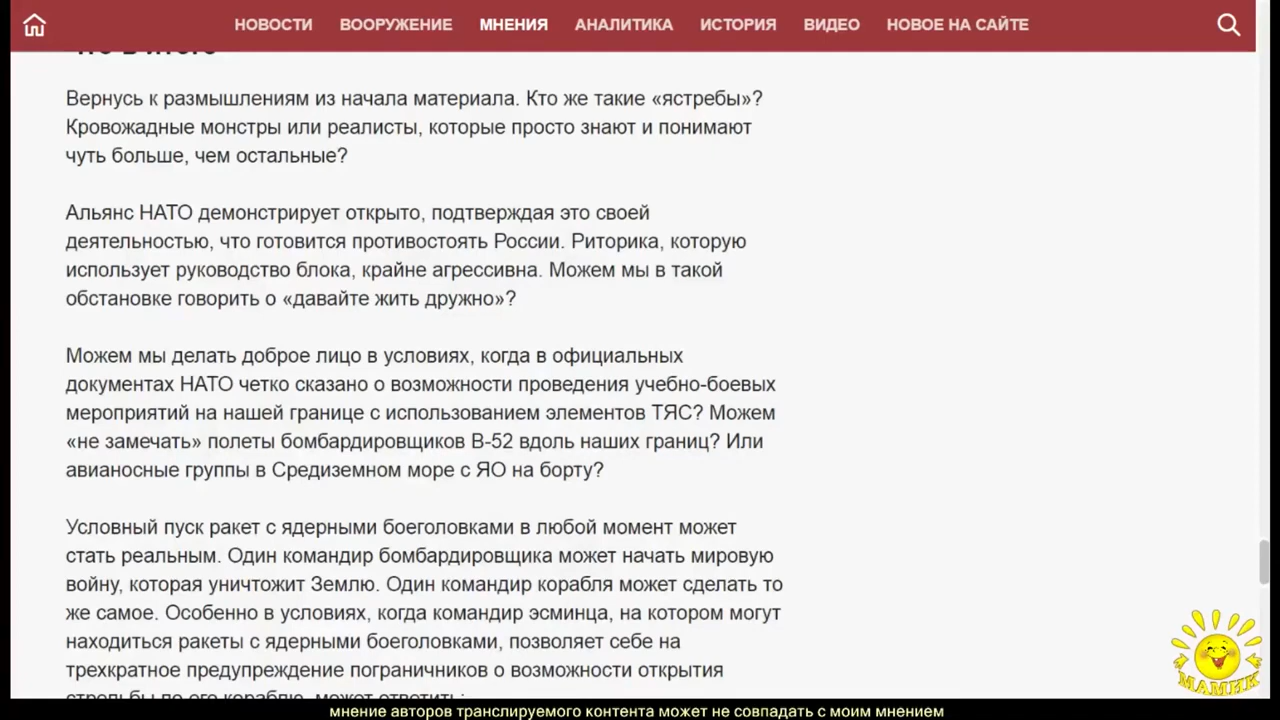 НОВОСТИ ВООРУЖЕНИЕ МНЕНИЯ АНАЛИТИКА ИСТОРИЯ ВИДЕО НОВОЕ НА САЙТЕ
Вернусь к размышлениям из начала материала. Кто же такие «ястребы»?
Кровожадные монстры или реалисты, которые просто знают и понимают
чуть больше, чем остальные?
Альянс НАТО демонстрирует открыто, подтверждая это своей
деятельностью, что готовится противостоять России. Риторика, которую
использует руководство блока, крайне агрессивна. Можем мы в такой
обстановке говорить о «давайте жить дружно»?
Можем мы делать доброе лицо в условиях, когда в официальных
документах НАТО четко сказано о возможности проведения учебно-боевых
мероприятий на нашей границе с использованием элементов ТЯС? Можем
«не замечать» полеты бомбардировщиков В-52 вдоль наших границ? Или
авианосные группы в Средиземном море с ЯО на борту?
Условный пуск ракет с ядерными боеголовками в любой момент может
стать реальным. Один командир бомбардировщика может начать мировую
войну, которая уничтожит Землю. Один командир корабля может сделать то
же самое. Особенно в условиях, когда командир эсминца, на котором могут
находиться ракеты с ядерными боеголовками, позволяет себе на
трехкратное предупреждение пограничников о возможности открытия
стрельбы по его кораблю, может ответить:
МАМИК
мнение авторов транслируемого контента может не совпадать с моим мнением